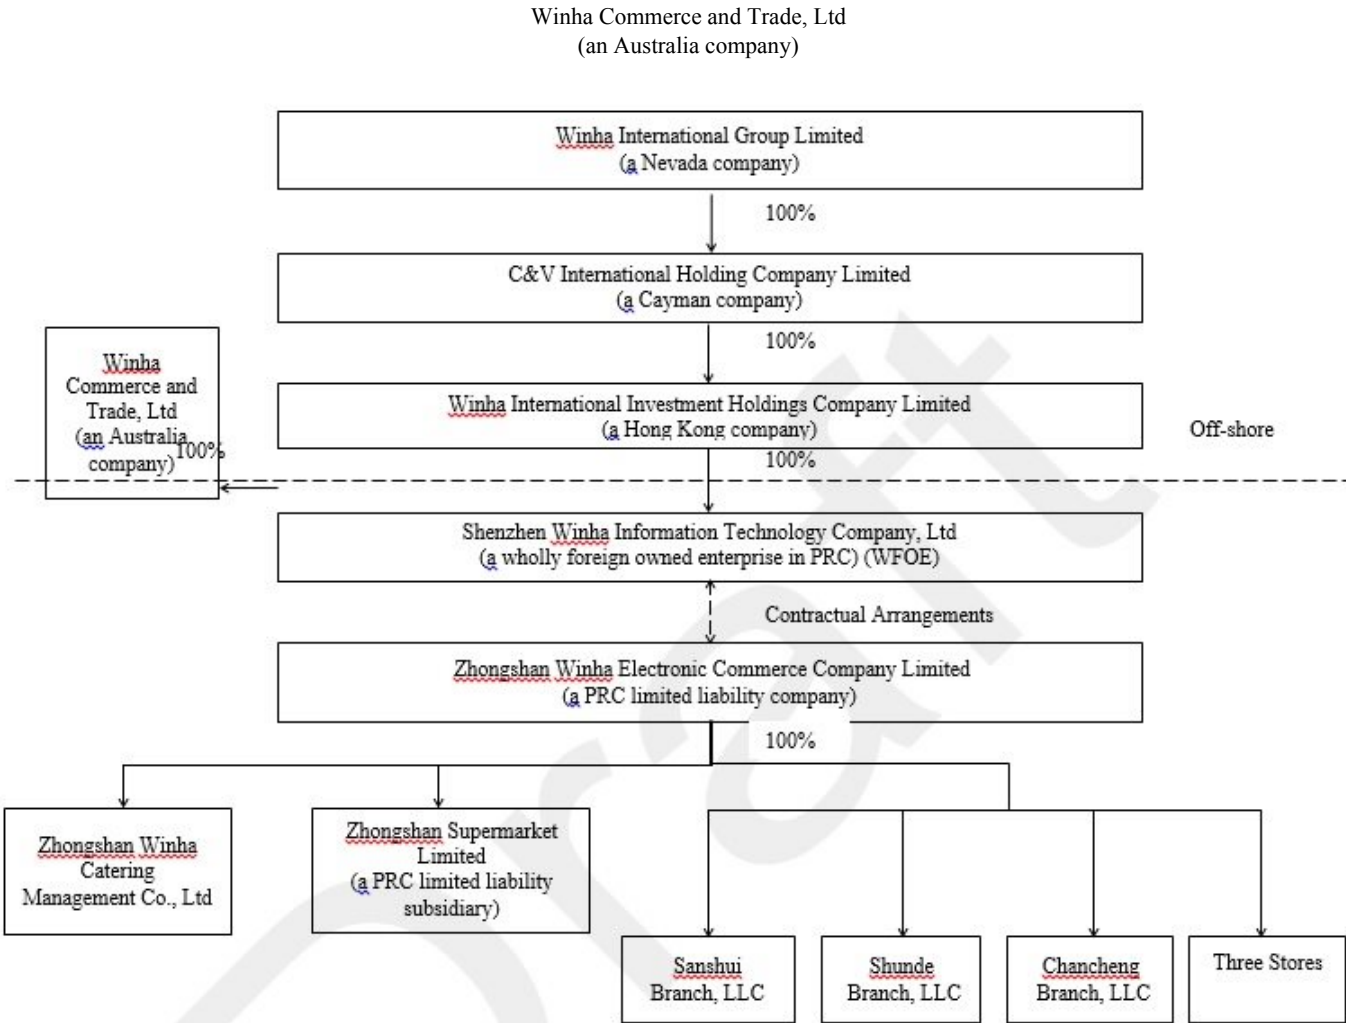 Winha Commerce and Trade, Ltd
(an Australia company)
Winha International Group Limited
(a Nevada company)
100%
C&V International Holding Company Limited
(a Cayman company)
100%
Winha
Commerce and
Trade, Ltd
(an Australia
company)
100%
Winha International Investment Holdings Company Limited
(a Hong Kong company)
Off-shore
100%
Shenzhen Winha Information Technology Company, Ltd
(a wholly foreign owned enterprise in PRC) (WFOE)
Contractual Arrangements
Zhongshan Winha Electronic Commerce Company Limited
(a PRC limited liability company)
100%
Zhongshan Winha
Catering
Management Co., Ltd
Zhongshan Supermarket
Limited
(a PRC limited liability
subsidiary)
Sanshui
Branch, LLC
Shunde
Branch, LLC
Chancheng
Branch, LLC
Three Stores
Draft